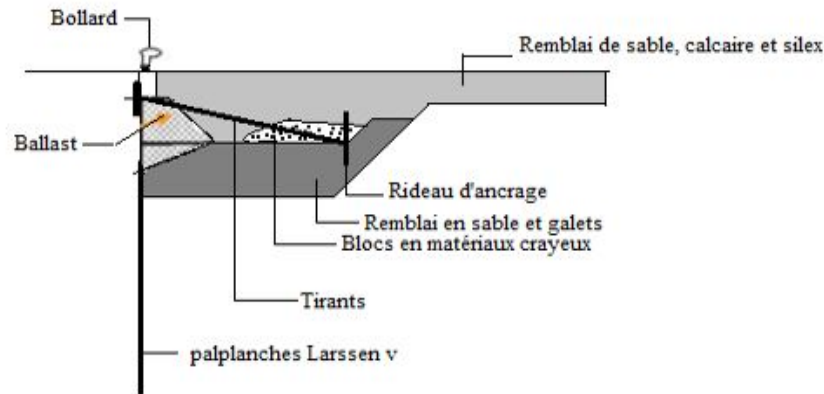 Bollard
Remblai de sable, calcaire et silex
Ballast
Rideau d'ancrage
Remblai en sable et galets
Blocs en matériaux crayeux
Tirants
palplanches Larssen v